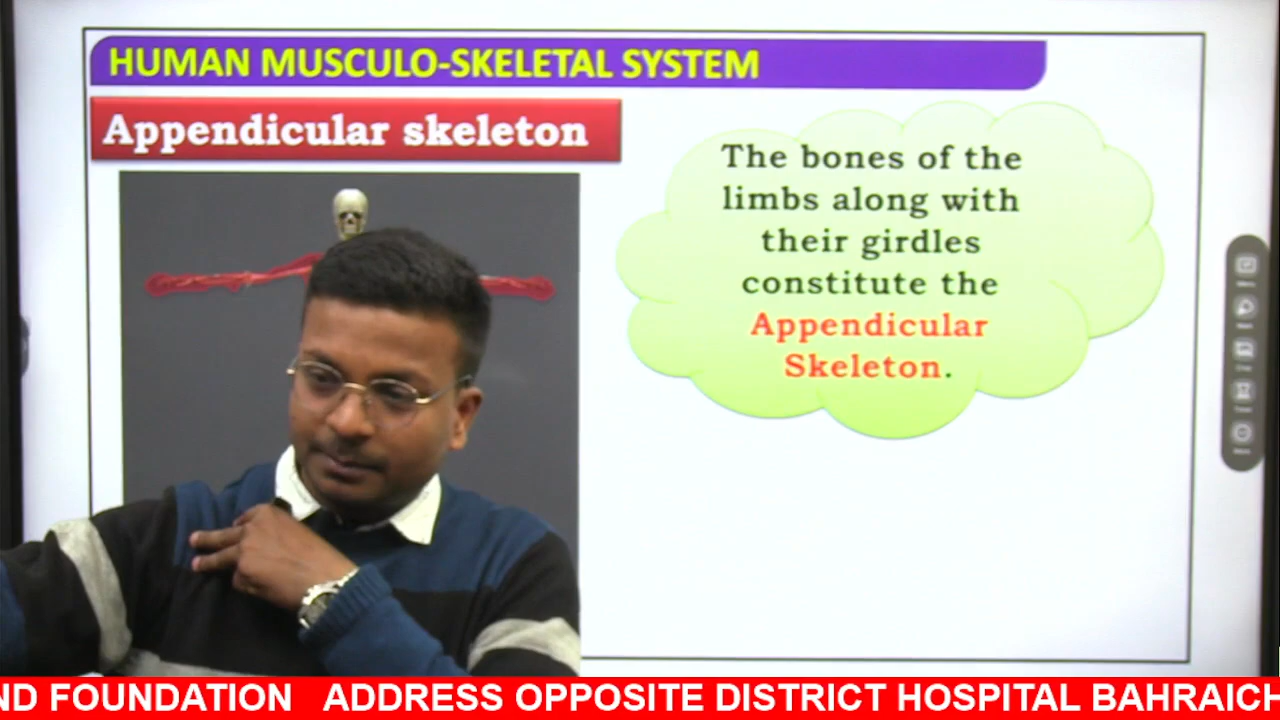 HUMAN MUSCULO-SKELETAL SYSTEM
Appendicular skeleton
The bones of the
limbs along with
their girdles
constitute the
Appendicular
Skeleton.
ND FOUNDATION ADDRESS OPPOSITE DISTRICT HOSPITAL BAHRAICH